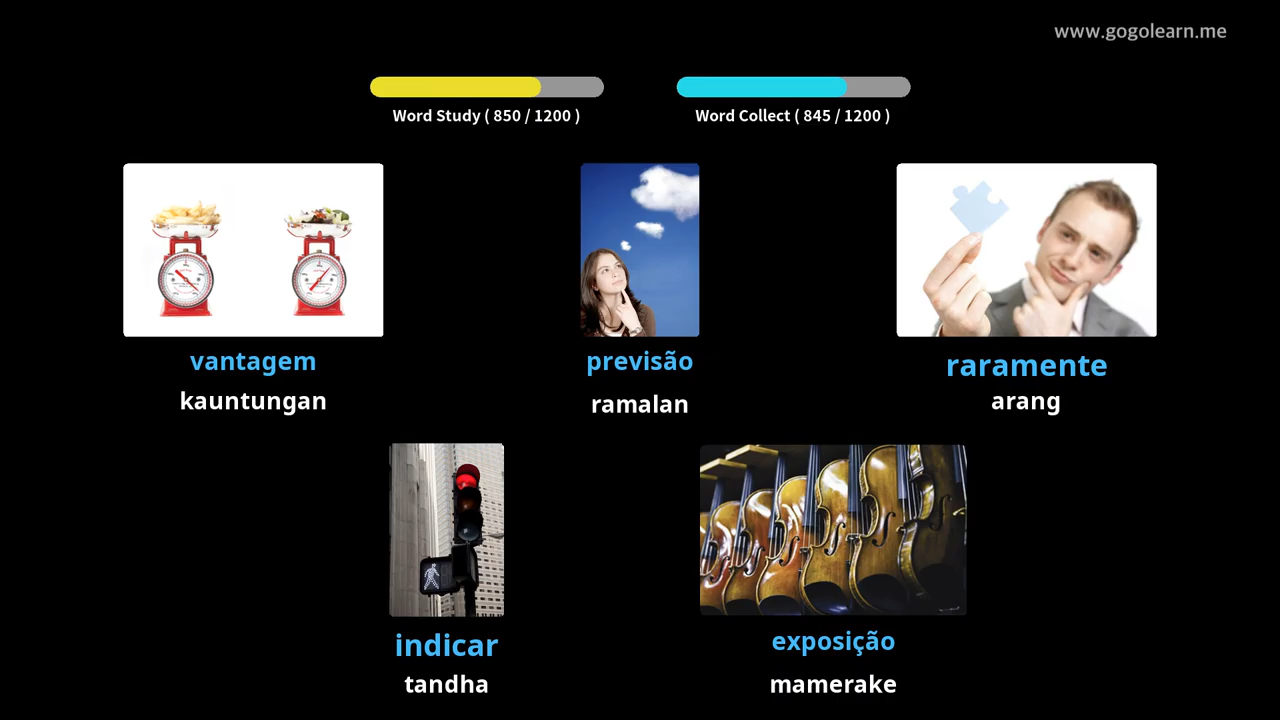 www.gogolearn.me
Word Study ( 850 / 1200 )
Word Collect ( 845 / 1200 )
vantagem
kauntungan
previsão
ramalan
raramente
arang
indicar
tandha
exposição
mamerake